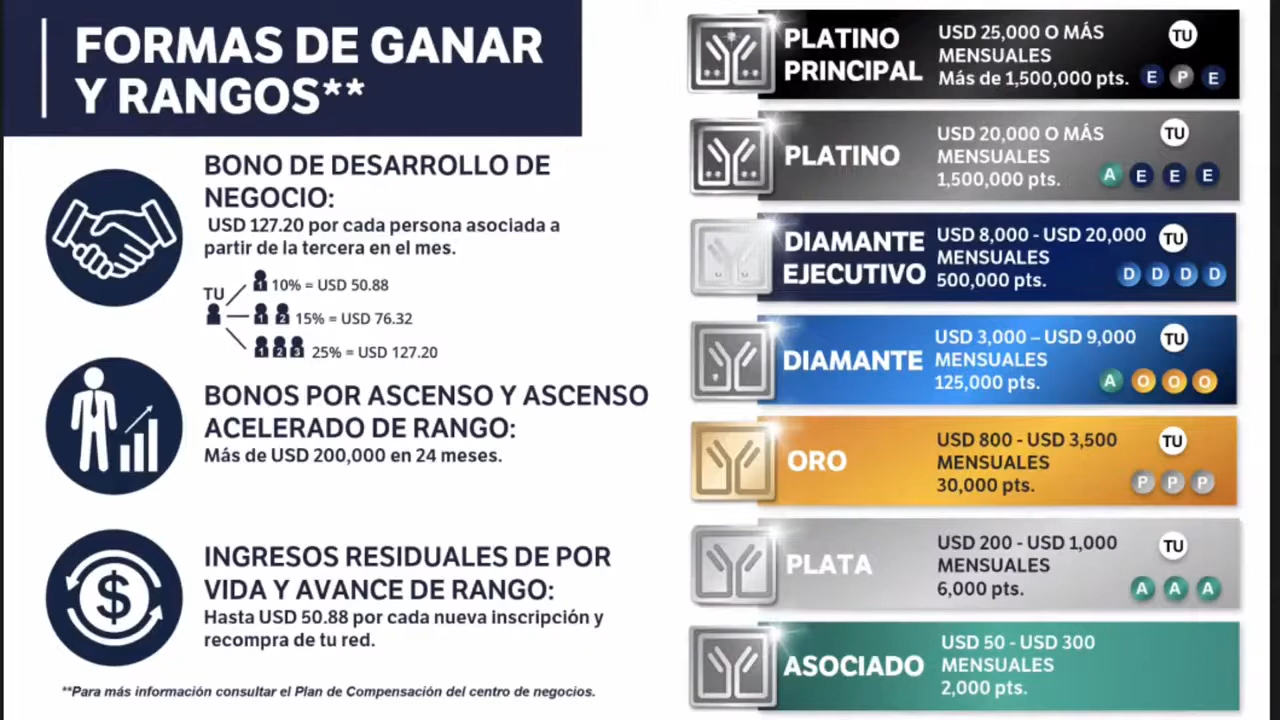 FORMAS DE GANAR
Y RANGOS**
BONO DE DESARROLLO DE
NEGOCIO:
USD 127.20 por cada persona asociada a
partir de la tercera en el mes.
TU
1 10% = USD 50.88
1 2 15% = USD 76.32
1 2 3 25% = USD 127.20
BONOS POR ASCENSO Y ASCENSO
ACELERADO DE RANGO:
Más de USD 200,000 en 24 meses.
$
INGRESOS RESIDUALES DE POR
VIDA Y AVANCE DE RANGO:
Hasta USD 50.88 por cada nueva inscripción y
recompra de tu red.
**Para más información consultar el Plan de Compensación del centro de negocios.
PLATINO
PRINCIPAL
USD 25,000 O MÁS
MENSUALES
Más de 1,500,000 pts.
TU
E P E
PLATINO
USD 20,000 O MÁS
MENSUALES
1,500,000 pts.
TU
A E E E
DIAMANTE
EJECUTIVO
USD 8,000 - USD 20,000
MENSUALES
500,000 pts.
TU
D D D D
DIAMANTE
USD 3,000 – USD 9,000
MENSUALES
125,000 pts.
TU
A O O O
ORO
USD 800 - USD 3,500
MENSUALES
30,000 pts.
TU
P P P
PLATA
USD 200 - USD 1,000
MENSUALES
6,000 pts.
TU
A A A
ASOCIADO
USD 50 - USD 300
MENSUALES
2,000 pts.